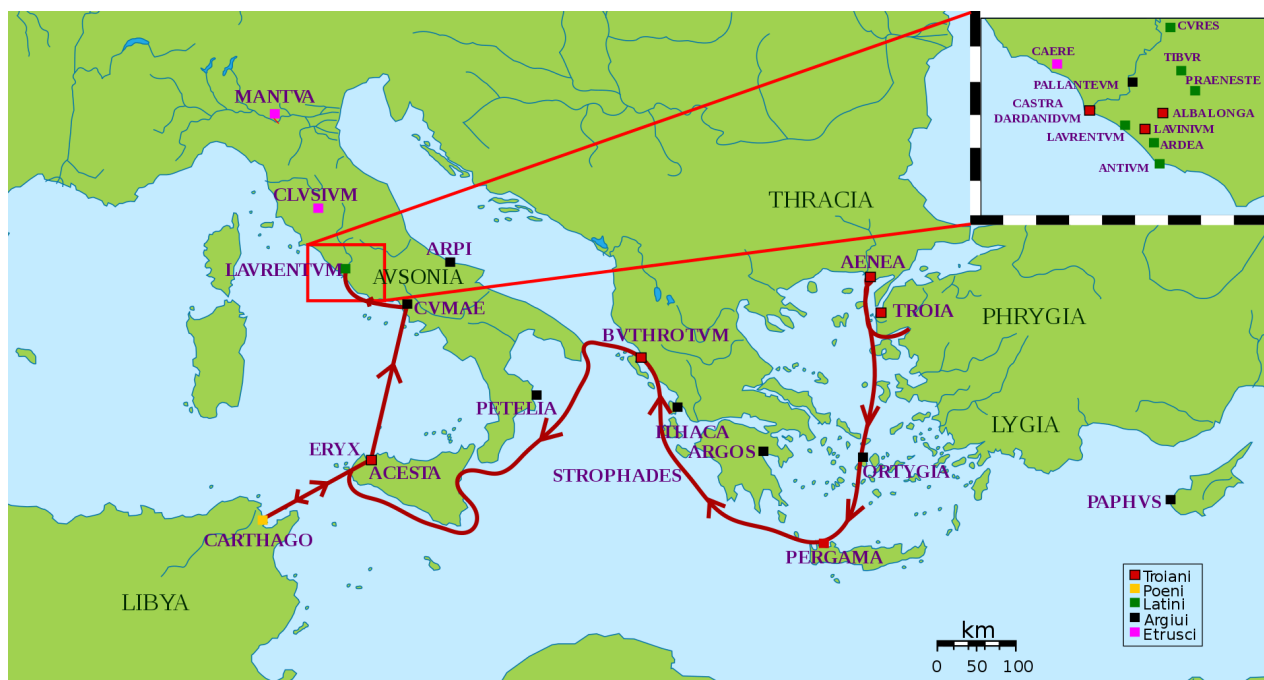 CVRES
CAERE
TIBVR
PALLANTEVM
PRAENESTE
CASTRA
DARDANIDVM
ALBALONGA
LAVRENTVM
LAVINIVM
ARDEA
ANTIVM
MANTVA
CLVSIVM
THRACIA
ARPI
LAVRENTVM
AVSONIA
AENEA
CVMAE
TROIA
PHRYGIA
BVTHROTVM
PETELIA
ITHACA
LYGIA
ERYX
ARGOS
ACESTA
STROPHADES
ORTYGIA
PAPHVS
CARTHAGO
PERGAMA
LIBYA
Troiani
Poeni
Latini
Argiui
Etrusci
km
0 50 100